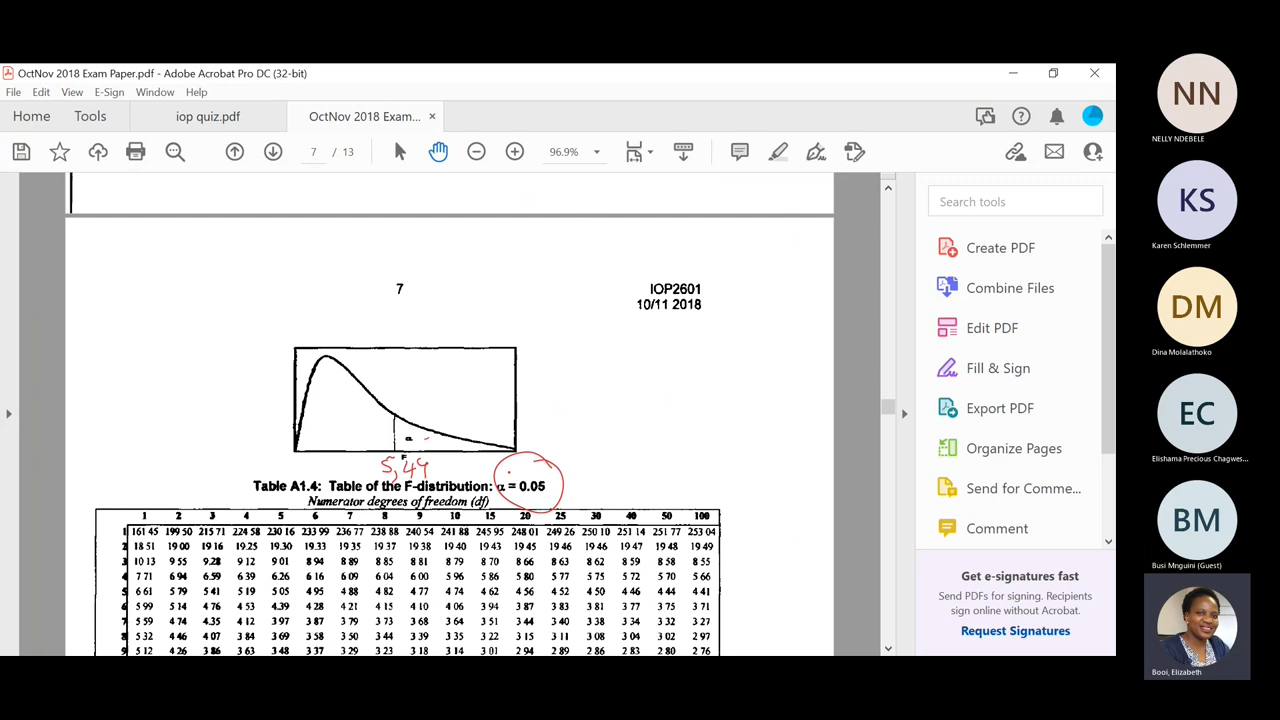 OctNov 2018 Exam Paper.pdf - Adobe Acrobat Pro DC (32-bit)
File Edit View E-Sign Window Help
Home Tools iop quiz.pdf OctNov 2018 Exam... ×
7 / 13 96.9%
Search tools
Create PDF
Combine Files
Edit PDF
Fill & Sign
Export PDF
Organize Pages
Send for Comme...
Comment
Get e-signatures fast
Send PDFs for signing. Recipients
sign online without Acrobat.
Request Signatures
7 IOP2601
10/11 2018
α
F
5,49
Table A1.4: Table of the F-distribution: α = 0.05
Numerator degrees of freedom (df)
1 2 3 4 5 6 7 8 9 10 15 20 25 30 40 50 100
1 161 45 199 50 215 71 224 58 230 16 233 99 236 77 238 88 240 54 241 88 245 95 248 01 249 26 250 10 251 14 251 77 253 04
2 18 51 19 00 19 16 19.25 19.30 19.33 19 35 19 37 19 38 19 40 19 43 19 45 19 46 19 46 19 47 19 48 19 49
3 10 13 9 55 9.28 9 12 9 01 8 94 8 89 8 85 8 81 8 79 8 70 8 66 8 63 8 62 8 59 8 58 8 55
4 7 71 6 94 6.59 6 39 6 26 6 16 6 09 6 04 6 00 5 96 5 86 5 80 5 77 5 75 5 72 5 70 5 66
5 6 61 5 79 5 41 5 19 5 05 4 95 4 88 4 82 4 77 4 74 4 62 4 56 4 52 4 50 4 46 4 44 4 41
6 5 99 5 14 4 76 4 53 4.39 4 28 4 21 4 15 4 10 4 06 3 94 3 87 3 83 3 81 3 77 3 75 3 71
7 5 59 4 74 4.35 4 12 3 97 3 87 3 79 3 73 3 68 3 64 3 51 3 44 3 40 3 38 3 34 3 32 3 27
8 5 32 4 46 4 07 3 84 3 69 3 58 3 50 3 44 3 39 3 35 3 22 3 15 3 11 3 08 3 04 3 02 2 97
9 5 12 4 26 3 86 3 63 3 48 3 37 3 29 3 23 3 18 3 14 3 01 2 94 2 89 2 86 2 83 2 80 2 76
NN
NELLY NDEBELE
KS
Karen Schlemmer
DM
Dina Molalathoko
EC
Elishama Precious Chagwes...
BM
Busi Mnguini (Guest)
Booi, Elizabeth